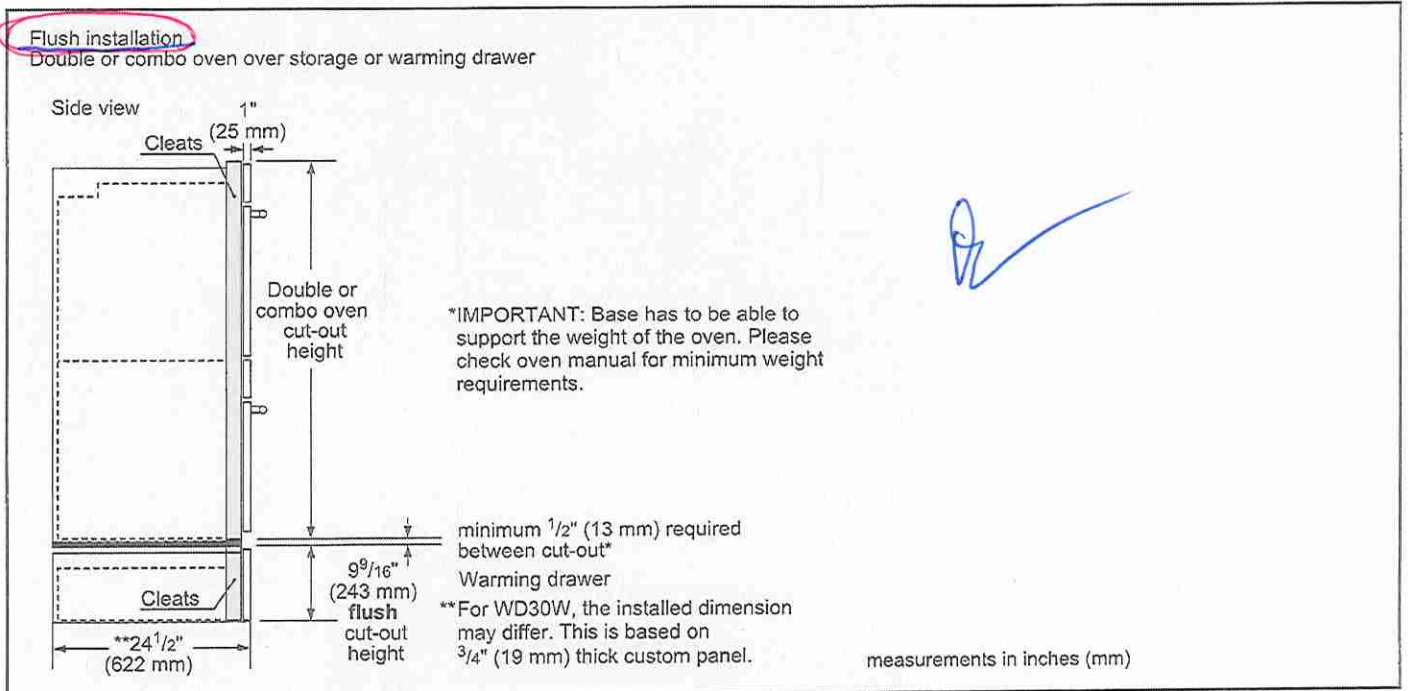 Flush installation
Double or combo oven over storage or warming drawer
Side view
1"
(25 mm)
Cleats
Double or
combo oven
cut-out
height
*IMPORTANT: Base has to be able to
support the weight of the oven. Please
check oven manual for minimum weight
requirements.
minimum 1/2" (13 mm) required
between cut-out*
9 9/16"
(243 mm)
flush
cut-out
height
Warming drawer
Cleats
**For WD30W, the installed dimension
may differ. This is based on
3/4" (19 mm) thick custom panel.
**24 1/2"
(622 mm)
measurements in inches (mm)